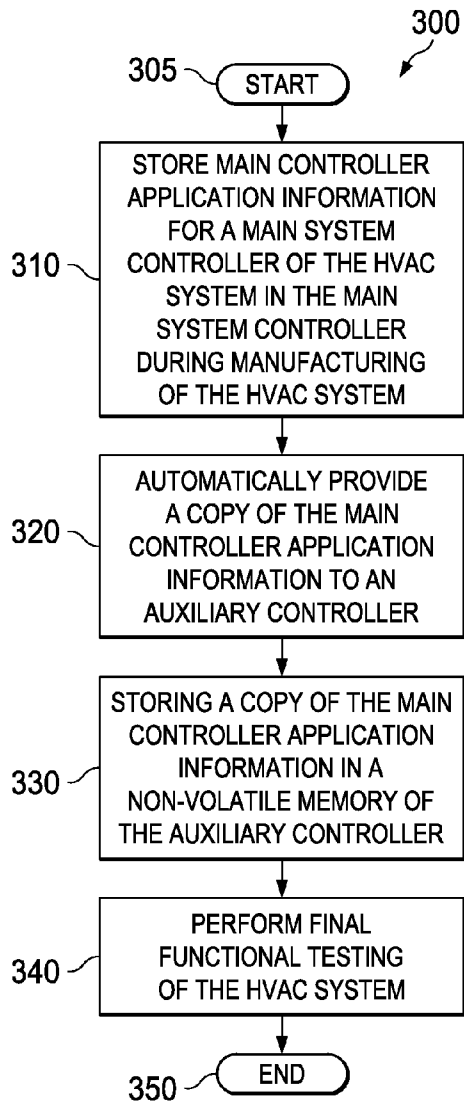 300
305
START
310
STORE MAIN CONTROLLER
APPLICATION INFORMATION
FOR A MAIN SYSTEM
CONTROLLER OF THE HVAC
SYSTEM IN THE MAIN
SYSTEM CONTROLLER
DURING MANUFACTURING
OF THE HVAC SYSTEM
320
AUTOMATICALLY PROVIDE
A COPY OF THE MAIN
CONTROLLER APPLICATION
INFORMATION TO AN
AUXILIARY CONTROLLER
330
STORING A COPY OF THE MAIN
CONTROLLER APPLICATION
INFORMATION IN A
NON-VOLATILE MEMORY OF
THE AUXILIARY CONTROLLER
340
PERFORM FINAL
FUNCTIONAL TESTING
OF THE HVAC SYSTEM
350
END